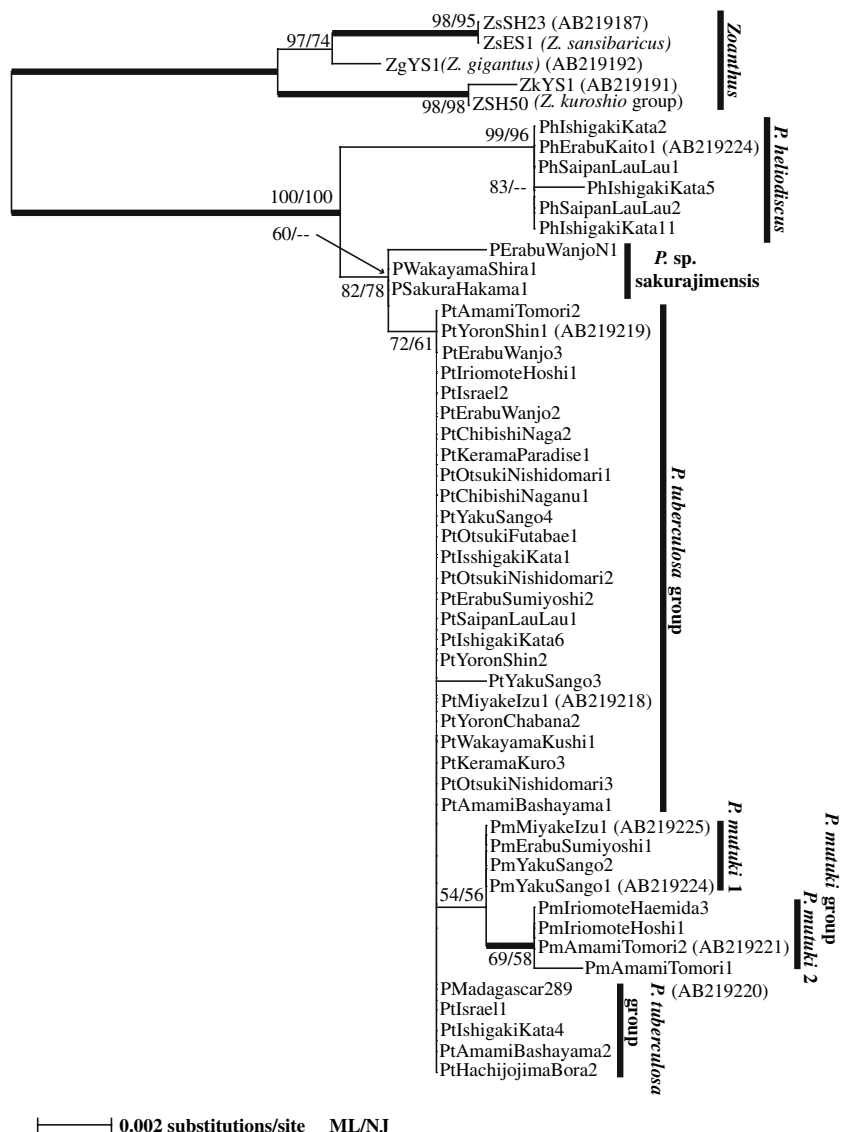 98/95
ZsSH23 (AB219187)
ZsES1 (Z. sansibaricus)
97/74
ZgYS1(Z. gigantus) (AB219192)
ZkYS1 (AB219191)
98/98
ZSH50 (Z. kuroshio group)
Zoanthus
99/96
PhIshigakiKata2
PhErabuKaito1 (AB219224)
PhSaipanLauLau1
83/--
PhIshigakiKata5
PhSaipanLauLau2
PhIshigakiKata11
P. heliodiscus
100/100
60/--
PErabuWanjoN1
PWakayamaShira1
82/78
PSakuraHakama1
P. sp.
sakurajimensis
PtAmamiTomori2
72/61
PtYoronShin1 (AB219219)
PtErabuWanjo3
PtIriomoteHoshi1
PtIsrael2
PtErabuWanjo2
PtChibishiNaga2
PtKeramaParadise1
PtOtsukiNishidomari1
PtChibishiNaganu1
PtYakuSango4
PtOtsukiFutabae1
PtIsshigakiKata1
PtOtsukiNishidomari2
PtErabuSumiyoshi2
PtSaipanLauLau1
PtIshigakiKata6
PtYoronShin2
PtYakuSango3
PtMiyakeIzu1 (AB219218)
PtYoronChabana2
PtWakayamaKushi1
PtKeramaKuro3
PtOtsukiNishidomari3
PtAmamiBashayama1
P. tuberculosa group
PmMiyakeIzu1 (AB219225)
PmErabuSumiyoshi1
PmYakuSango2
54/56
PmYakuSango1 (AB219224)
P. mutuki 1
PmIriomoteHaemida3
PmIriomoteHoshi1
PmAmamiTomori2 (AB219221)
69/58
PmAmamiTomori1
P. mutuki 2
P. mutuki group
PMadagascar289 (AB219220)
PtIsrael1
PtIshigakiKata4
PtAmamiBashayama2
PtHachijojimaBora2
P. tuberculosa
group
0.002 substitutions/site ML/NJ